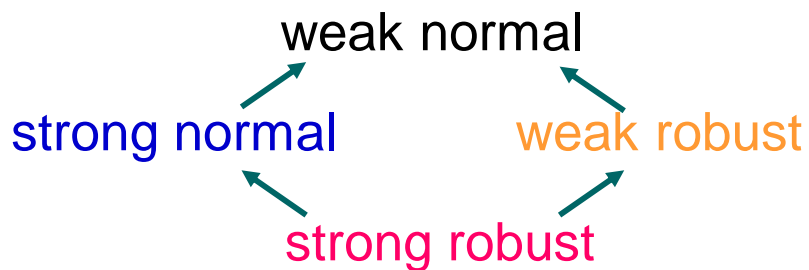 weak normal
strong normal
weak robust
strong robust